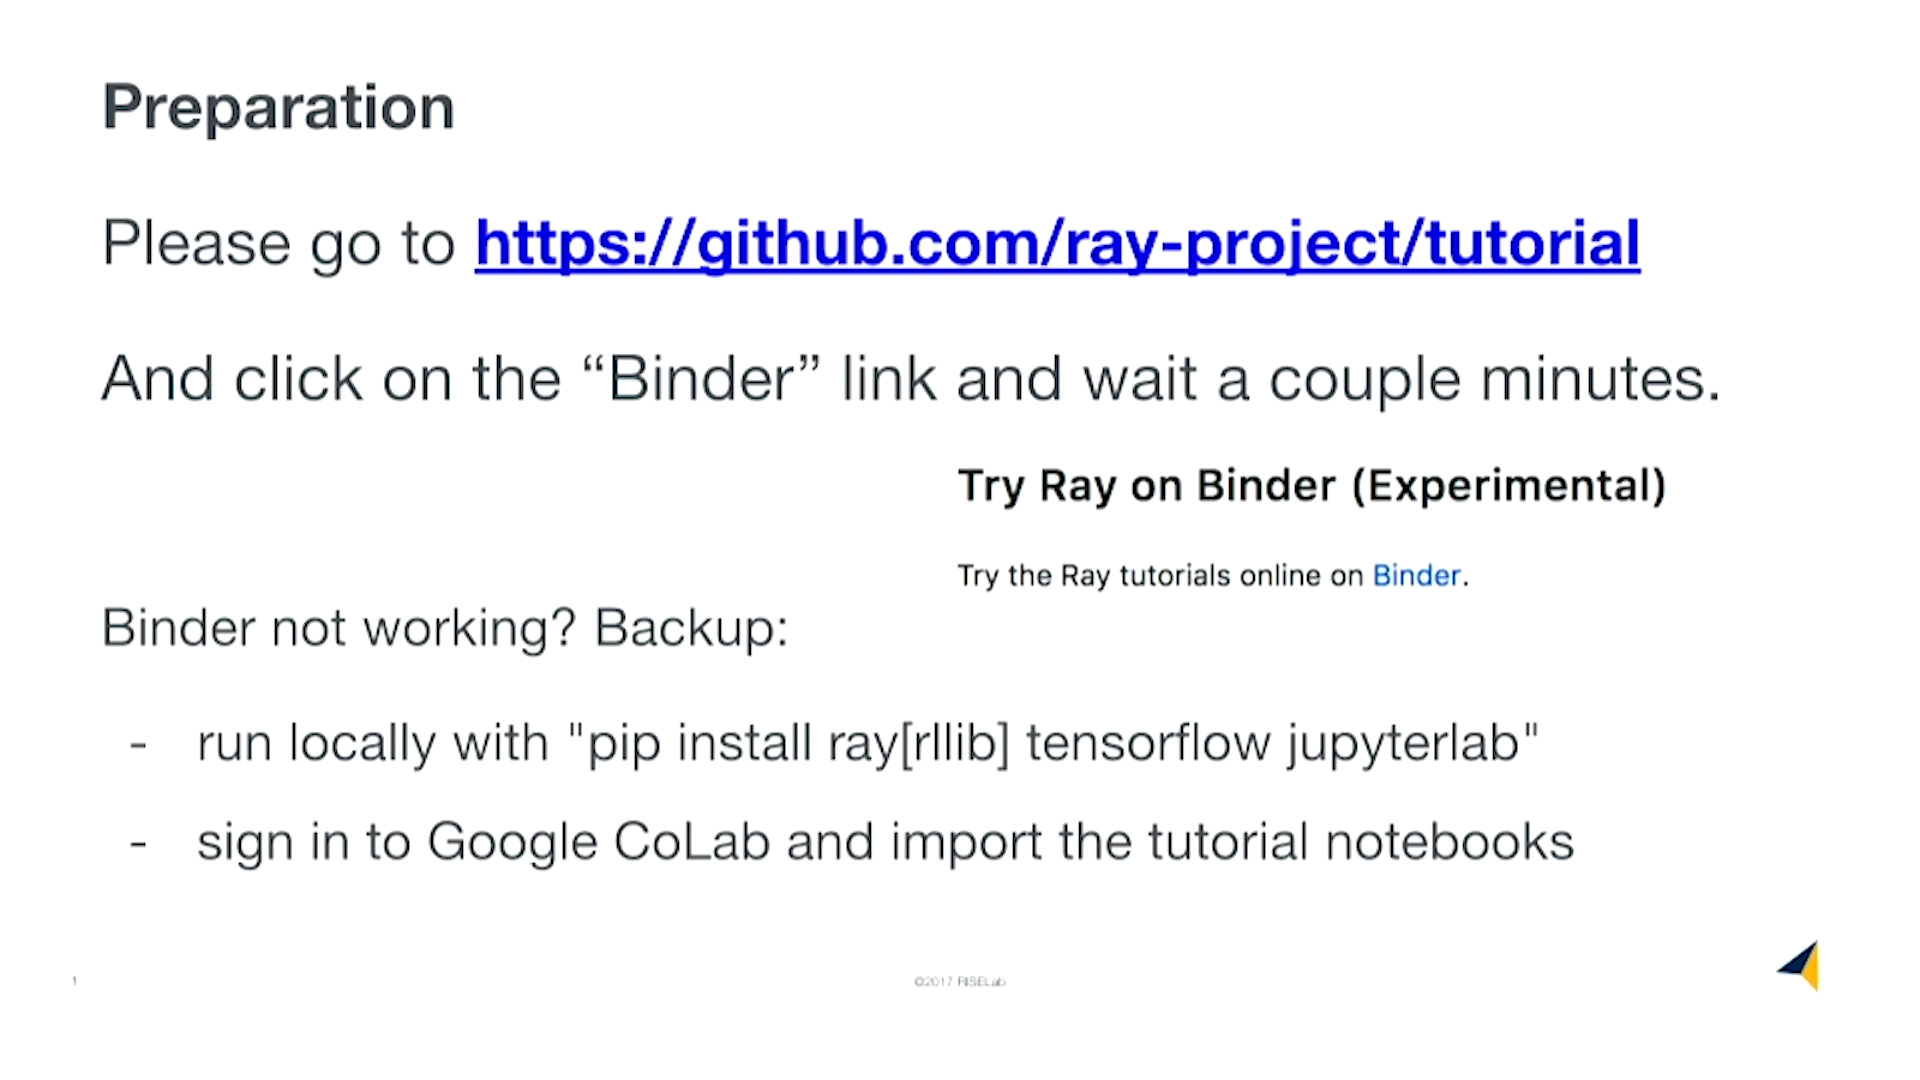 Preparation
Please go to https://github.com/ray-project/tutorial
And click on the “Binder” link and wait a couple minutes.
Try Ray on Binder (Experimental)
Try the Ray tutorials online on Binder.
Binder not working? Backup:
- run locally with "pip install ray[rllib] tensorflow jupyterlab"
- sign in to Google CoLab and import the tutorial notebooks
1
©2017 RISELab